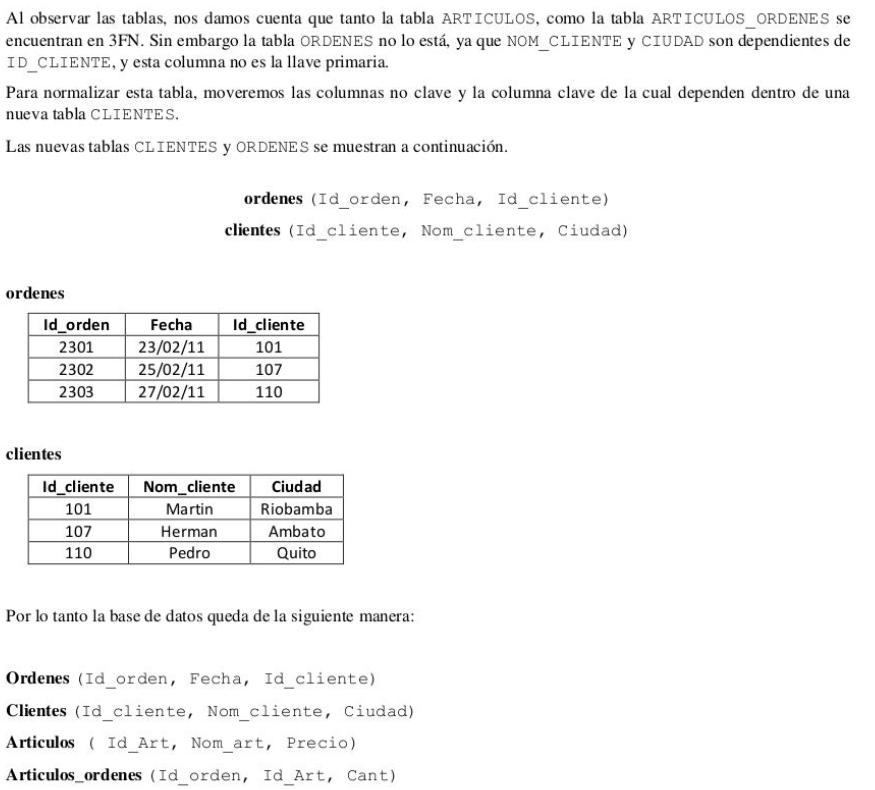 Al observar las tablas, nos damos cuenta que tanto la tabla ARTICULOS, como la tabla ARTICULOS_ORDENES se
encuentran en 3FN. Sin embargo la tabla ORDENES no lo está, ya que NOM_CLIENTE y CIUDAD son dependientes de
ID_CLIENTE, y esta columna no es la llave primaria.
Para normalizar esta tabla, moveremos las columnas no clave y la columna clave de la cual dependen dentro de una
nueva tabla CLIENTES.
Las nuevas tablas CLIENTES y ORDENES se muestran a continuación.
ordenes (Id_orden, Fecha, Id_cliente)
clientes (Id_cliente, Nom_cliente, Ciudad)
ordenes
Id_orden Fecha Id_cliente
2301 23/02/11 101
2302 25/02/11 107
2303 27/02/11 110
clientes
Id_cliente Nom_cliente Ciudad
101 Martin Riobamba
107 Herman Ambato
110 Pedro Quito
Por lo tanto la base de datos queda de la siguiente manera:
Ordenes (Id_orden, Fecha, Id_cliente)
Clientes (Id_cliente, Nom_cliente, Ciudad)
Articulos ( Id_Art, Nom_art, Precio)
Articulos_ordenes (Id_orden, Id_Art, Cant)